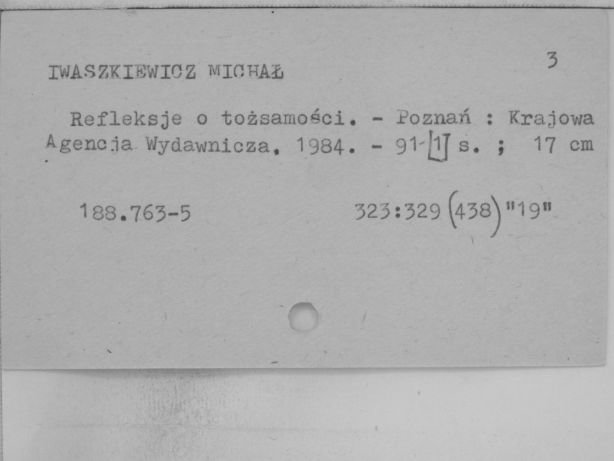 3
IWASZKIEWICZ MICHAŁ
Refleksje o tożsamości. - Poznań : Krajowa
Agencja Wydawnicza, 1984. - 91-[1] s. ; 17 cm
188.763-5 323:329(438)"19"